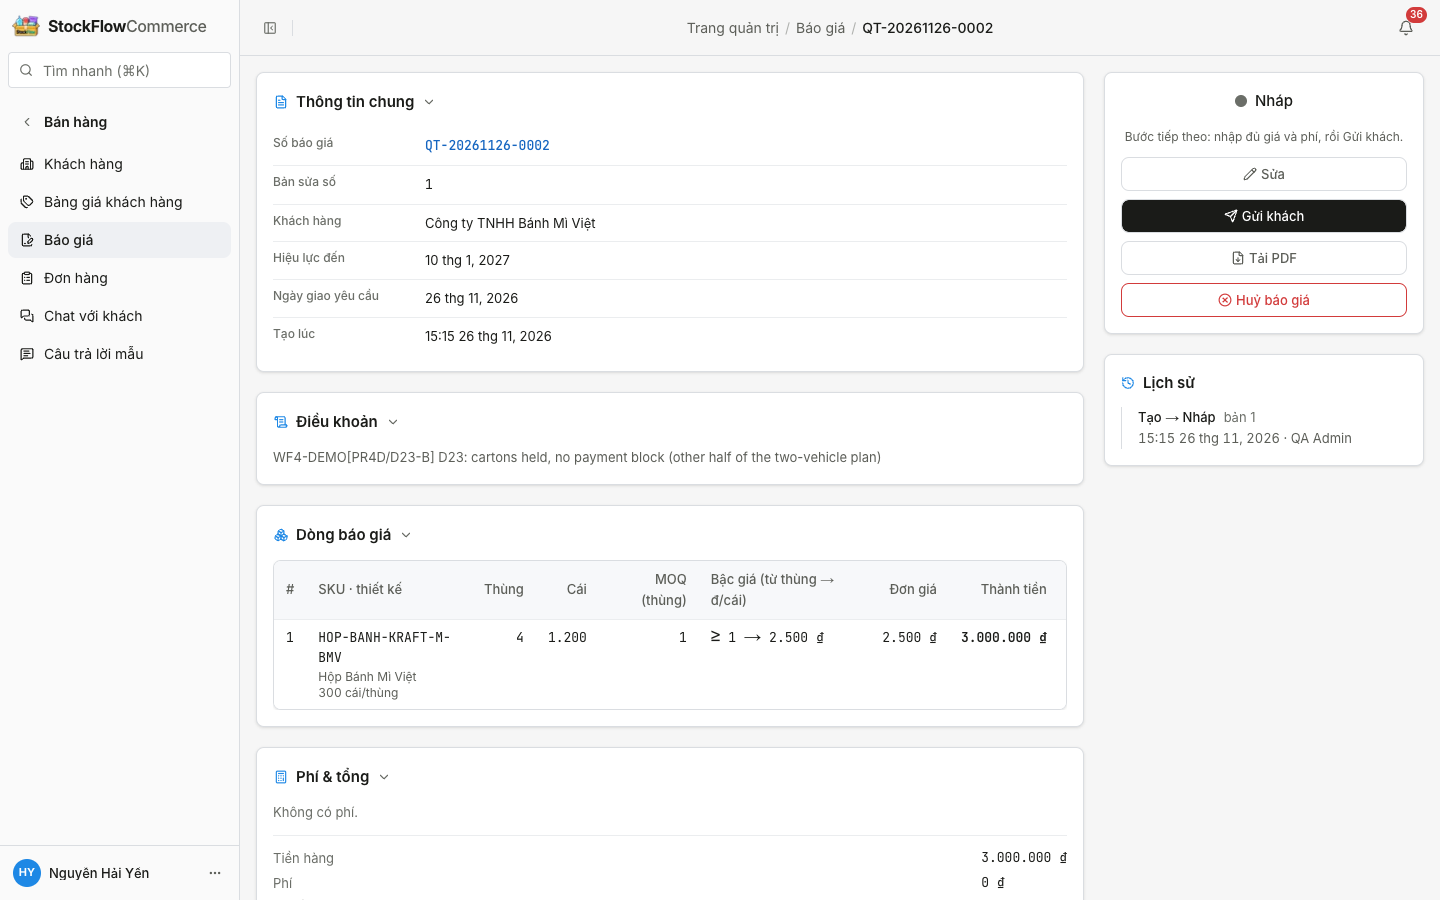 StockFlowCommerce
Tìm nhanh (⌘K)
Bán hàng
Khách hàng
Bảng giá khách hàng
Báo giá
Đơn hàng
Chat với khách
Câu trả lời mẫu
HY
Nguyễn Hải Yến
Trang quản trị / Báo giá / QT-20261126-0002
36
Thông tin chung
Số báo giá
QT-20261126-0002
Bản sửa số
1
Khách hàng
Công ty TNHH Bánh Mì Việt
Hiệu lực đến
10 thg 1, 2027
Ngày giao yêu cầu
26 thg 11, 2026
Tạo lúc
15:15 26 thg 11, 2026
Điều khoản
WF4-DEMO[PR4D/D23-B] D23: cartons held, no payment block (other half of the two-vehicle plan)
Dòng báo giá
# SKU · thiết kế Thùng Cái MOQ (thùng) Bậc giá (từ thùng → đ/cái) Đơn giá Thành tiền
1 HOP-BANH-KRAFT-M-BMV 4 1.200 1 ≥ 1 → 2.500 ₫ 2.500 ₫ 3.000.000 ₫
Hộp Bánh Mì Việt
300 cái/thùng
Phí & tổng
Không có phí.
Tiền hàng
3.000.000 ₫
Phí
0 ₫
Nháp
Bước tiếp theo: nhập đủ giá và phí, rồi Gửi khách.
Sửa
Gửi khách
Tải PDF
Huỷ báo giá
Lịch sử
Tạo → Nháp bản 1
15:15 26 thg 11, 2026 · QA Admin